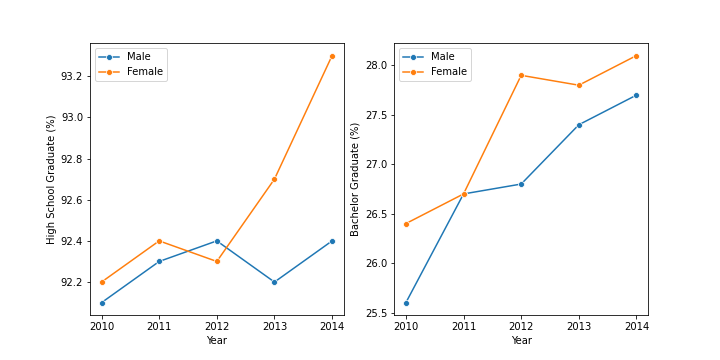 High School Graduate (%)
93.2
93.0
92.8
92.6
92.4
92.2
2010 2011 2012 2013 2014
Year
Male
Female
Bachelor Graduate (%)
28.0
27.5
27.0
26.5
26.0
25.5
2010 2011 2012 2013 2014
Year
Male
Female